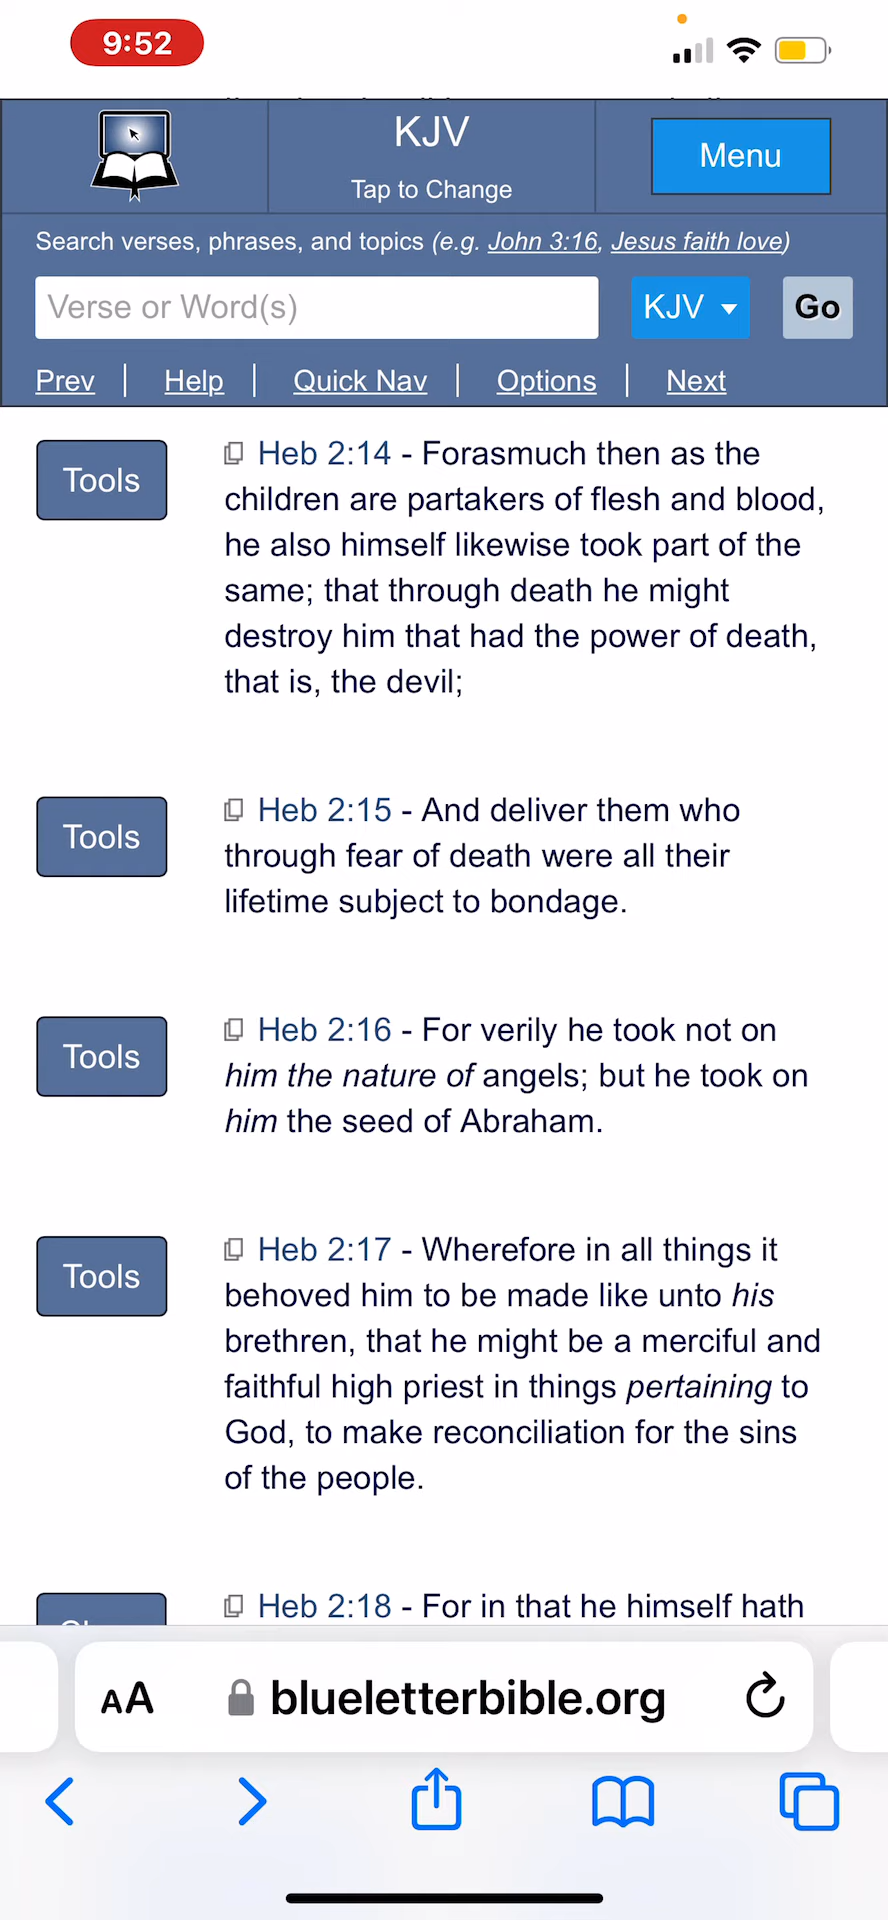 9:52
KJV
Tap to Change
Menu
Search verses, phrases, and topics (e.g. John 3:16, Jesus faith love)
Verse or Word(s)
KJV
Go
Prev | Help | Quick Nav | Options | Next
Tools
Heb 2:14 - Forasmuch then as the
children are partakers of flesh and blood,
he also himself likewise took part of the
same; that through death he might
destroy him that had the power of death,
that is, the devil;
Tools
Heb 2:15 - And deliver them who
through fear of death were all their
lifetime subject to bondage.
Tools
Heb 2:16 - For verily he took not on
him the nature of angels; but he took on
him the seed of Abraham.
Tools
Heb 2:17 - Wherefore in all things it
behoved him to be made like unto his
brethren, that he might be a merciful and
faithful high priest in things pertaining to
God, to make reconciliation for the sins
of the people.
Heb 2:18 - For in that he himself hath
AA
blueletterbible.org